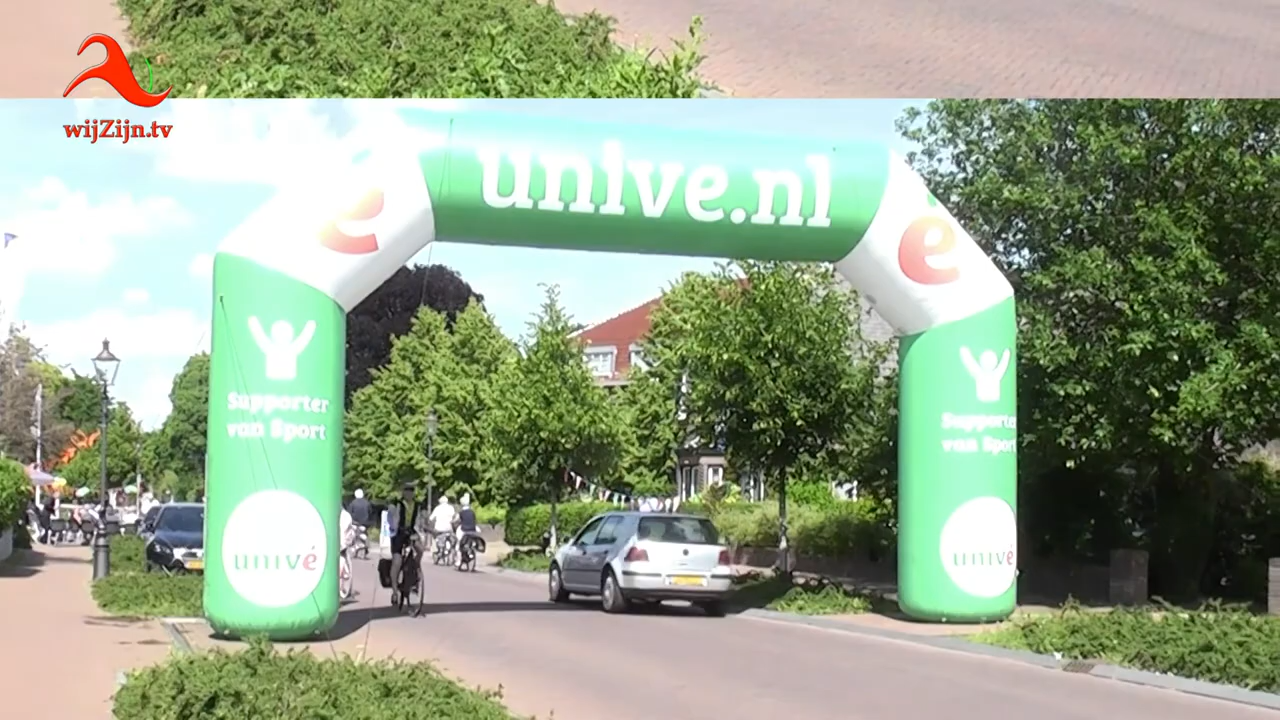 wijZijn.tv
unive.nl
é
é
Supporter
van Sport
Supporter
van Sport
univé
univé